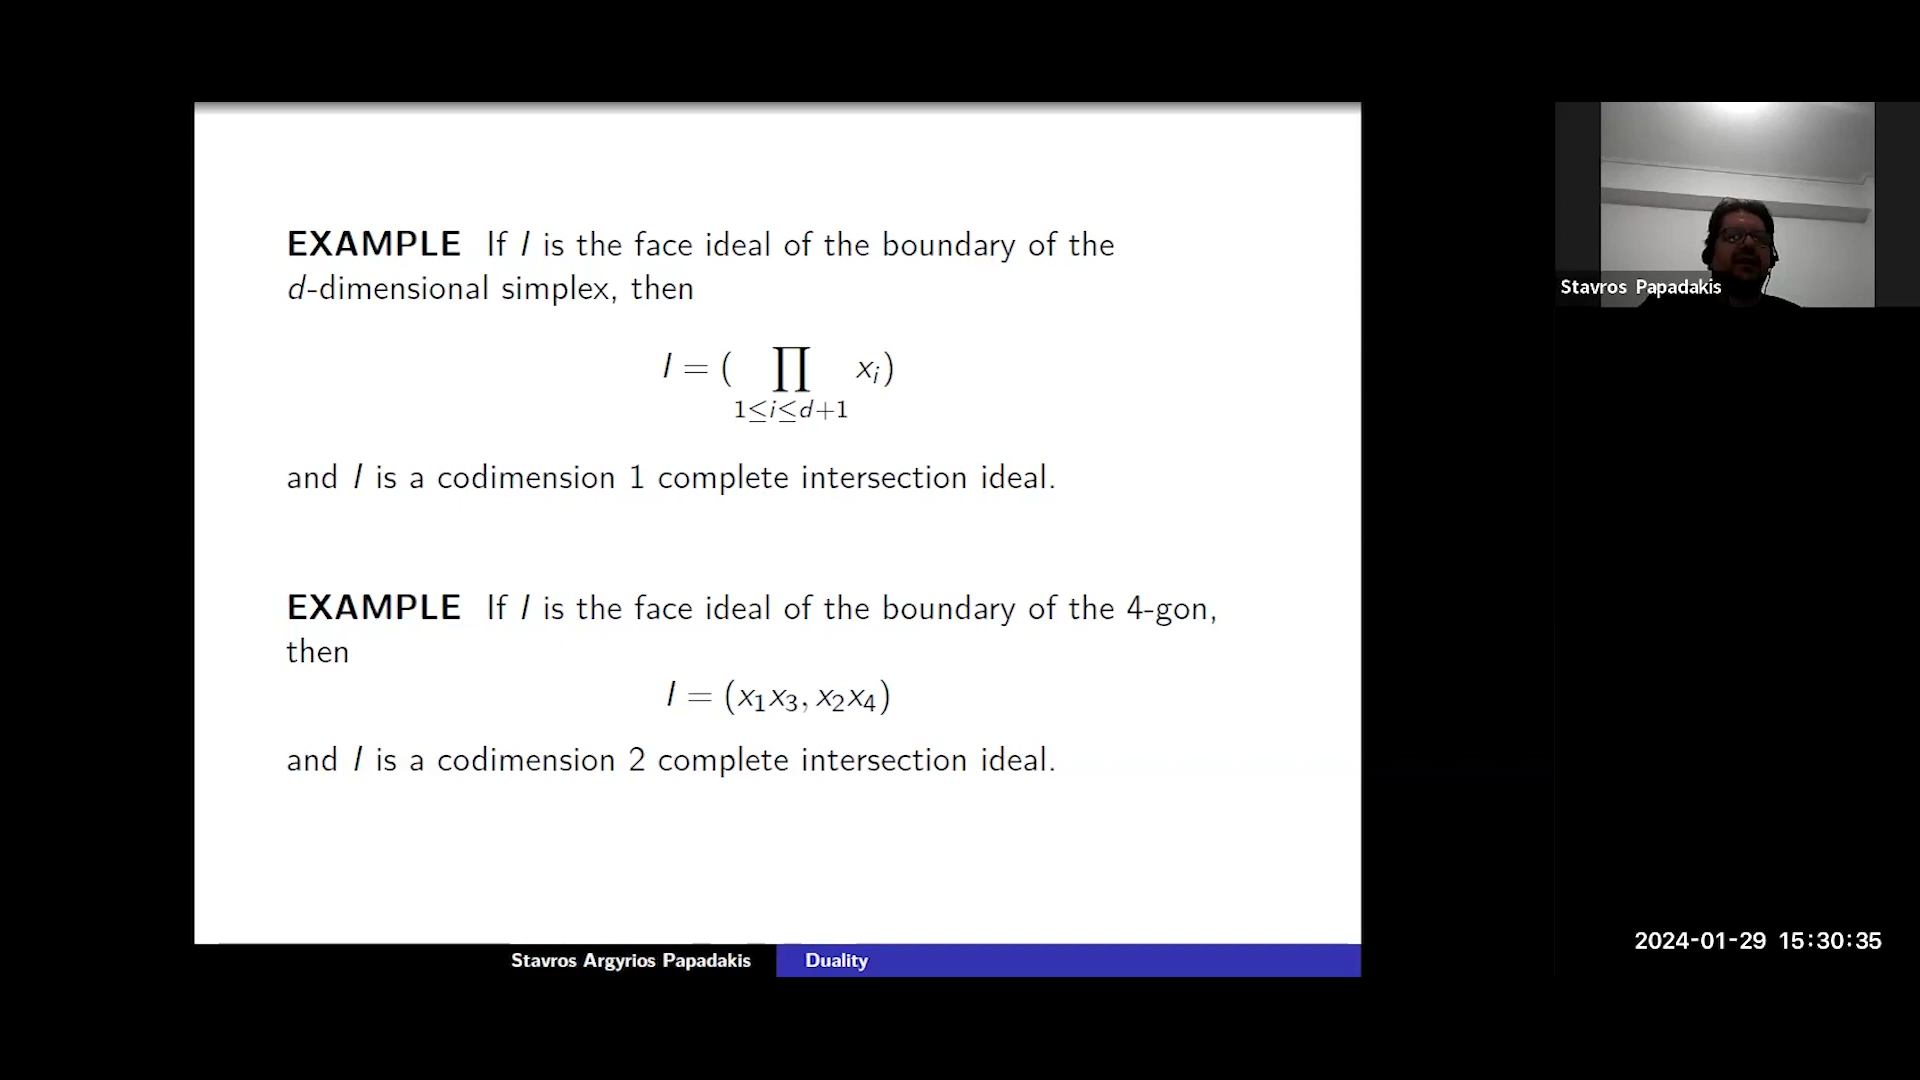 EXAMPLE If I is the face ideal of the boundary of the
d-dimensional simplex, then
I = ( ∏ xᵢ)
1≤i≤d+1
and I is a codimension 1 complete intersection ideal.
EXAMPLE If I is the face ideal of the boundary of the 4-gon,
then
I = (x₁x₃, x₂x₄)
and I is a codimension 2 complete intersection ideal.
Stavros Argyrios Papadakis Duality
Stavros Papadakis
2024-01-29 15:30:35